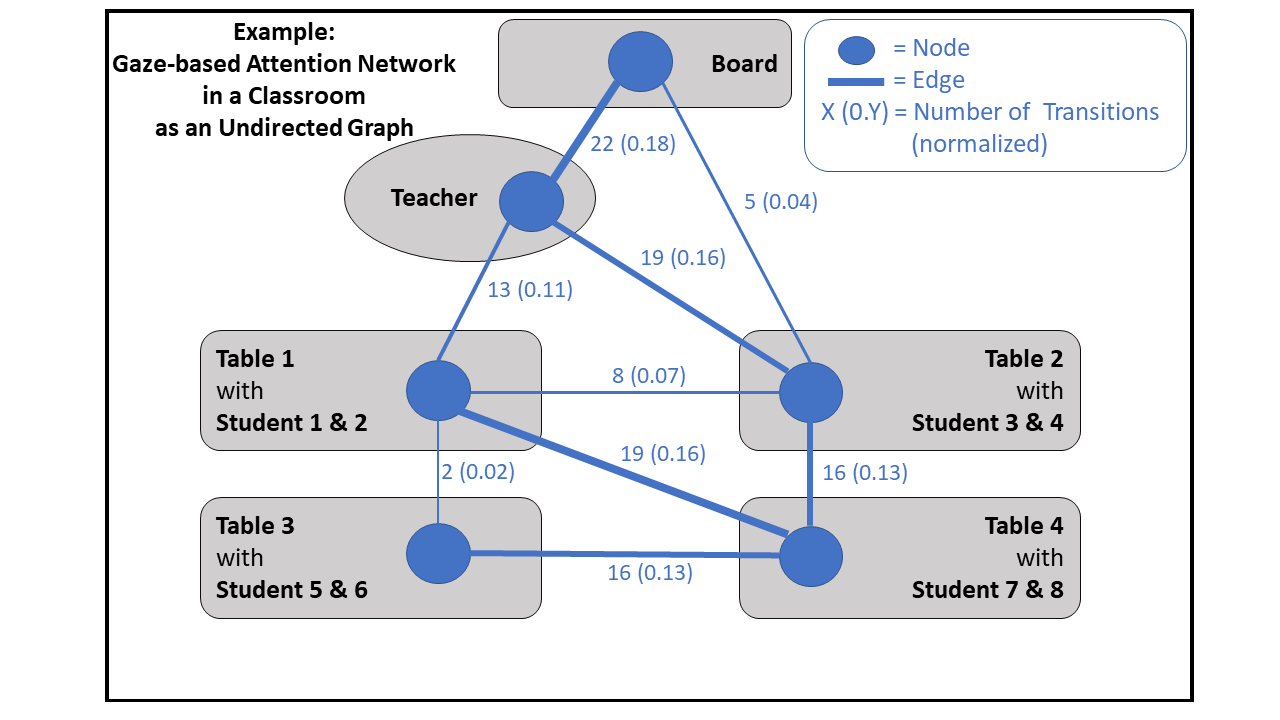 Example:
Gaze-based Attention Network
in a Classroom
as an Undirected Graph
Board
= Node
= Edge
X (0.Y) = Number of Transitions
(normalized)
22 (0.18)
Teacher
5 (0.04)
19 (0.16)
13 (0.11)
Table 1
with
Student 1 & 2
8 (0.07)
Table 2
with
Student 3 & 4
19 (0.16)
2 (0.02)
16 (0.13)
Table 3
with
Student 5 & 6
16 (0.13)
Table 4
with
Student 7 & 8